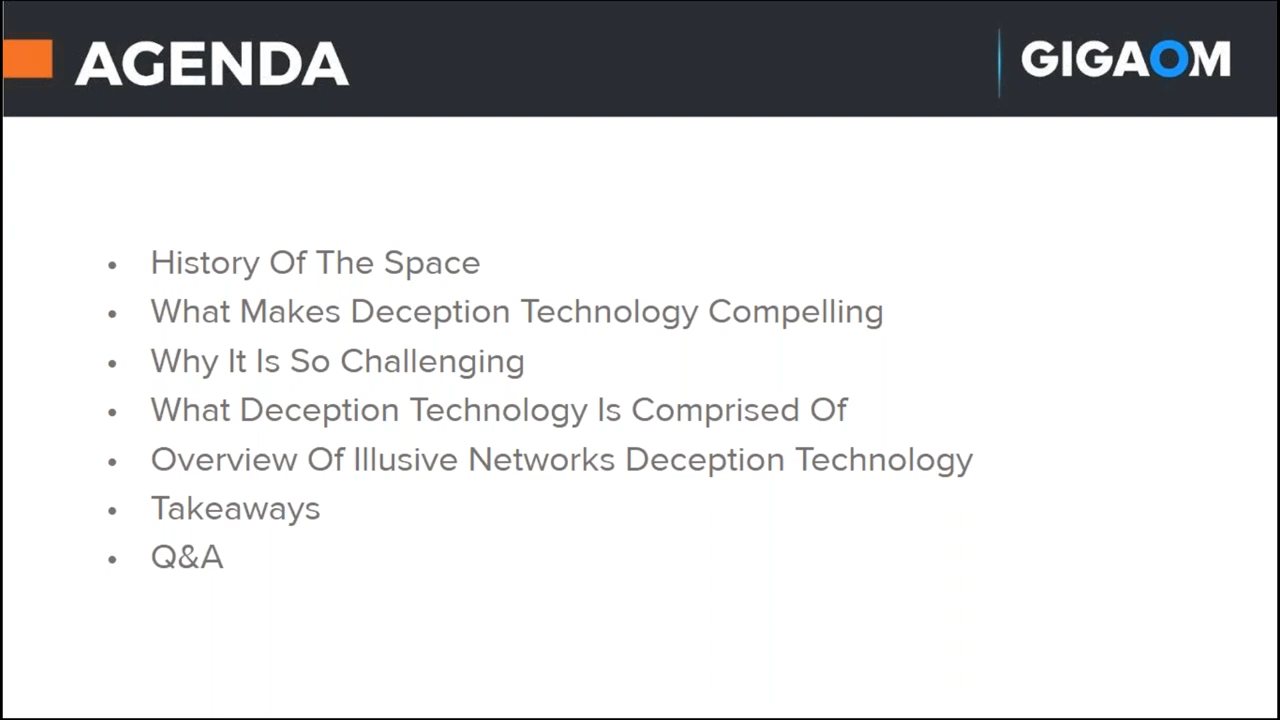 AGENDA
GIGAOM
• History Of The Space
• What Makes Deception Technology Compelling
• Why It Is So Challenging
• What Deception Technology Is Comprised Of
• Overview Of Illusive Networks Deception Technology
• Takeaways
• Q&A